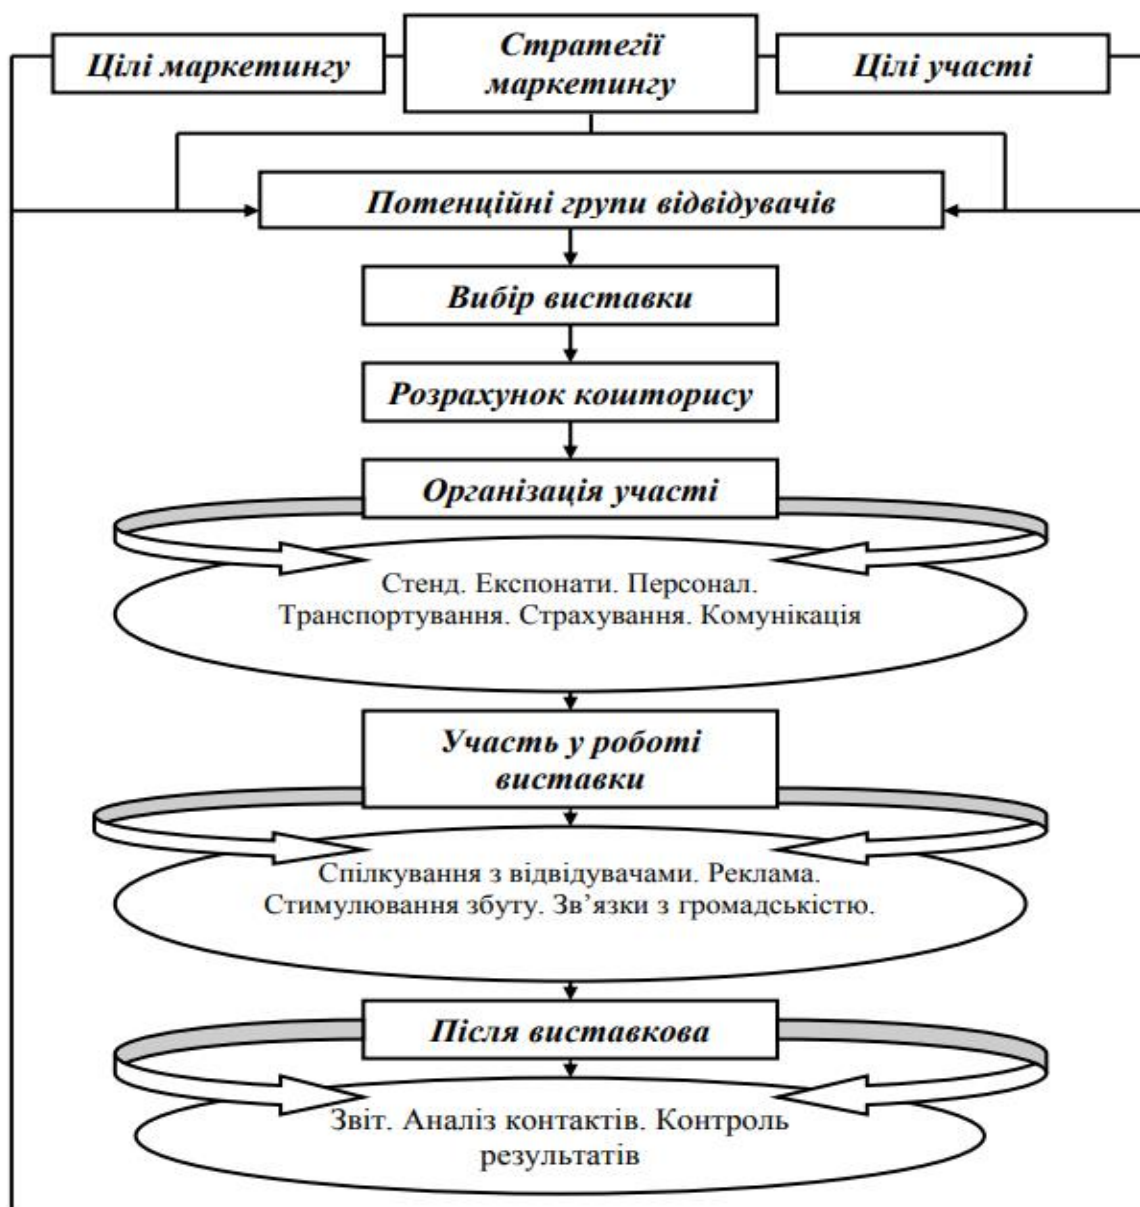 Цілі маркетингу
Стратегії
маркетингу
Цілі участі
Потенційні групи відвідувачів
Вибір виставки
Розрахунок кошторису
Організація участі
Стенд. Експонати. Персонал.
Транспортування. Страхування. Комунікація
Участь у роботі
виставки
Спілкування з відвідувачами. Реклама.
Стимулювання збуту. Зв’язки з громадськістю.
Після виставкова
Звіт. Аналіз контактів. Контроль
результатів